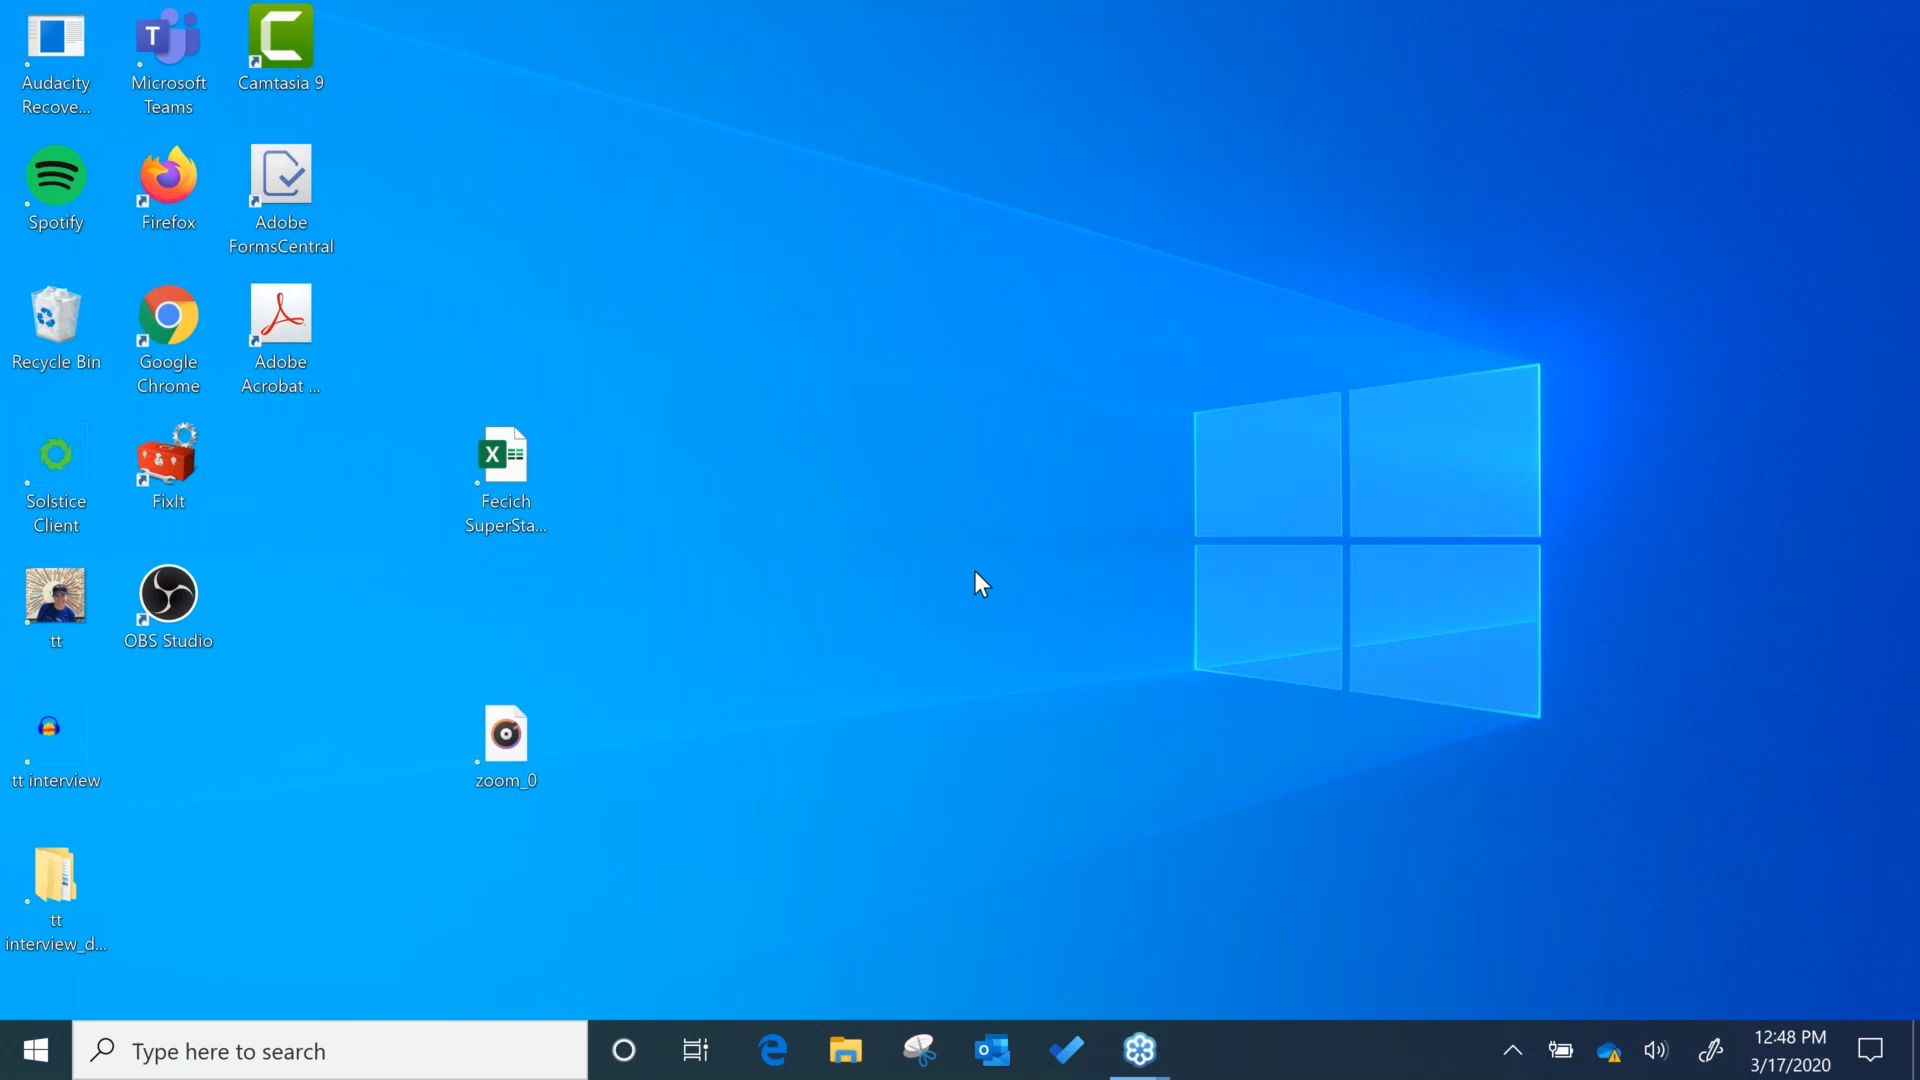 Audacity
Recove...
Microsoft
Teams
Camtasia 9
Spotify
Firefox
Adobe
FormsCentral
Recycle Bin
Google
Chrome
Adobe
Acrobat ...
Solstice
Client
FixIt
Fecich
SuperSta...
tt
OBS Studio
tt interview
zoom_0
tt
interview_d...
Type here to search
12:48 PM
3/17/2020